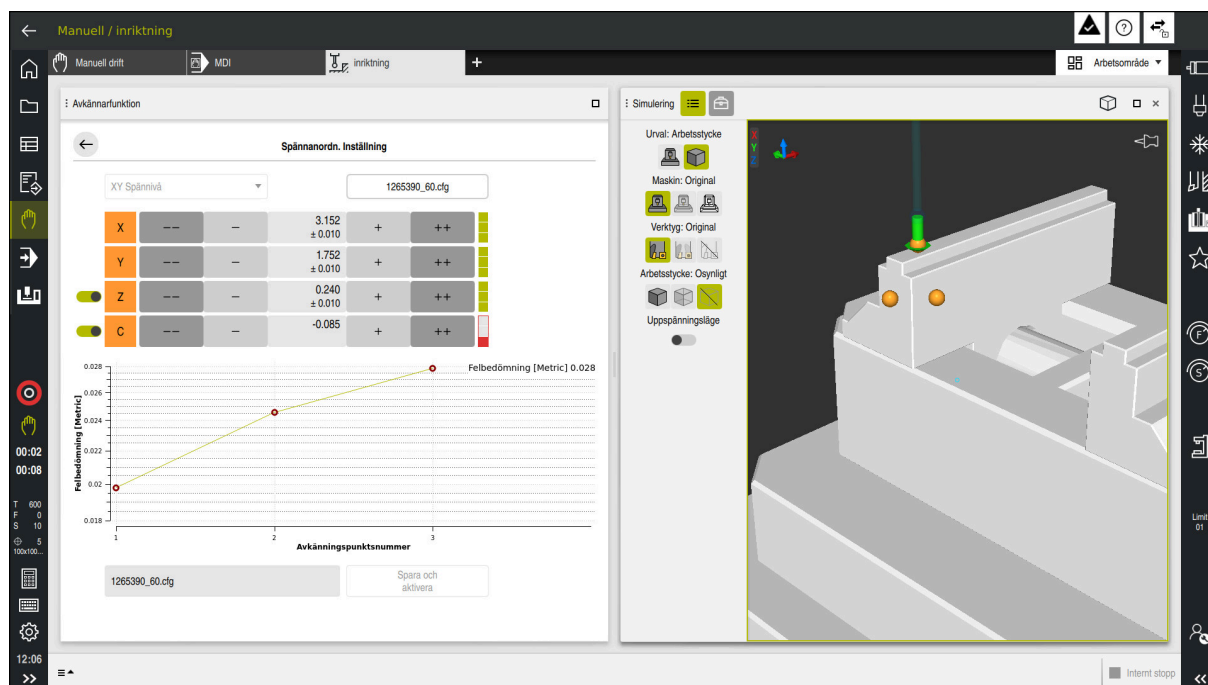 Manuell / inriktning
Manuell drift
MDI
inriktning
+
Arbetsområde
Avkännarfunktion
Spännanordn. Inställning
XY Spännivå
1265390_60.cfg
X -- - 3.152 ± 0.010 + ++
Y -- - 1.752 ± 0.010 + ++
Z -- - 0.240 ± 0.010 + ++
C -- - -0.085 + ++
Felbedömning [Metric] 0.028
Felbedömning [Metric]
0.028
0.026
0.024
0.022
0.02
0.018
1 2 3
Avkänningspunktsnummer
1265390_60.cfg
Spara och
aktivera
Simulering
Urval: Arbetsstycke
Maskin: Original
Verktyg: Original
Arbetsstycke: Osynligt
Uppspänningsläge
X
Y
Z
00:02
00:08
T 600
F 0
S 10
5
100x100...
12:06
F
S
Limit
01
Internt stopp